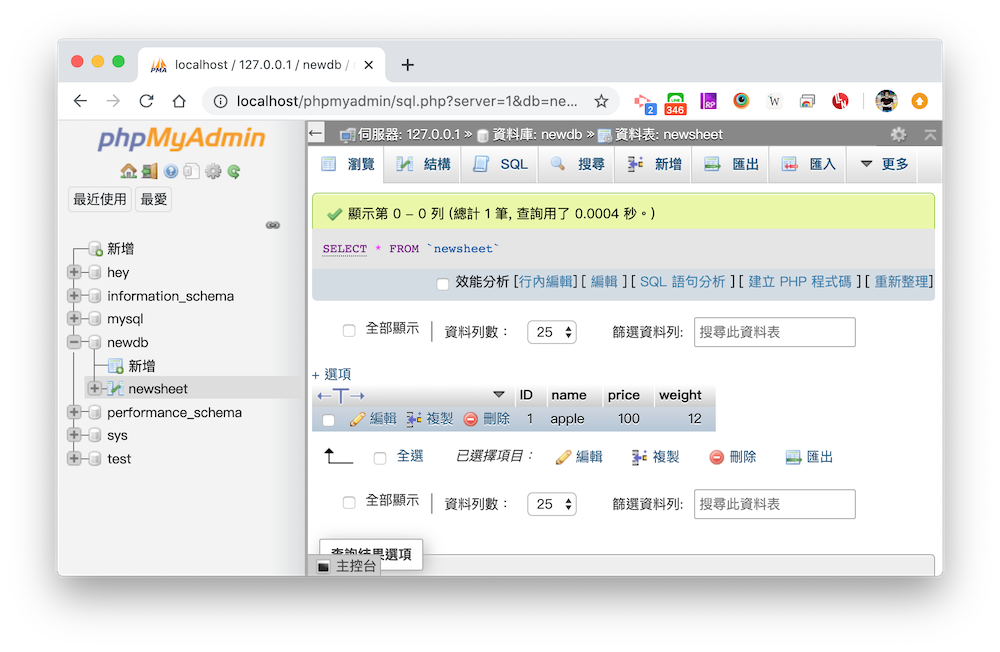 PMA localhost / 127.0.0.1 / newdb /
localhost/phpmyadmin/sql.php?server=1&db=ne...
2 346 RP W
phpMyAdmin
最近使用 最愛
新增
hey
information_schema
mysql
newdb
新增
newsheet
performance_schema
sys
test
伺服器: 127.0.0.1 » 資料庫: newdb » 資料表: newsheet
瀏覽 結構 SQL 搜尋 新增 匯出 匯入 更多
顯示第 0 – 0 列 (總計 1 筆, 查詢用了 0.0004 秒。)
SELECT * FROM `newsheet`
效能分析 [行內編輯] [ 編輯 ] [ SQL 語句分析 ] [ 建立 PHP 程式碼 ] [ 重新整理]
全部顯示 資料列數： 25 篩選資料列: 搜尋此資料表
+ 選項
←T→ ID name price weight
編輯 複製 刪除 1 apple 100 12
全選 已選擇項目： 編輯 複製 刪除 匯出
全部顯示 資料列數： 25 篩選資料列: 搜尋此資料表
查詢結果選項
主控台